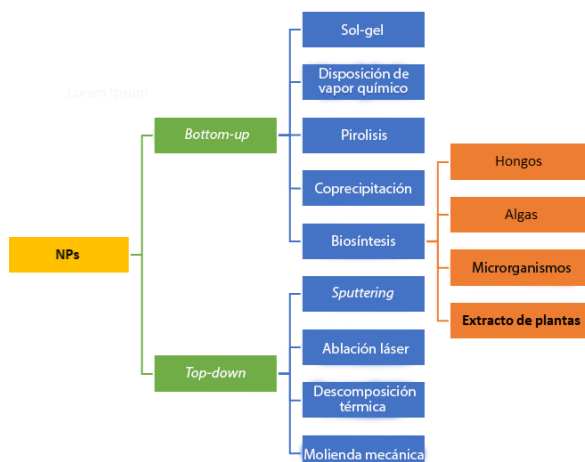 Sol-gel
Disposición de
vapor químico
Lorem ipsum
Bottom-up
Pirolisis
Hongos
Coprecipitación
Algas
NPs
Biosíntesis
Microrganismos
Sputtering
Extracto de plantas
Ablación láser
Top-down
Descomposición
térmica
Molienda mecánica